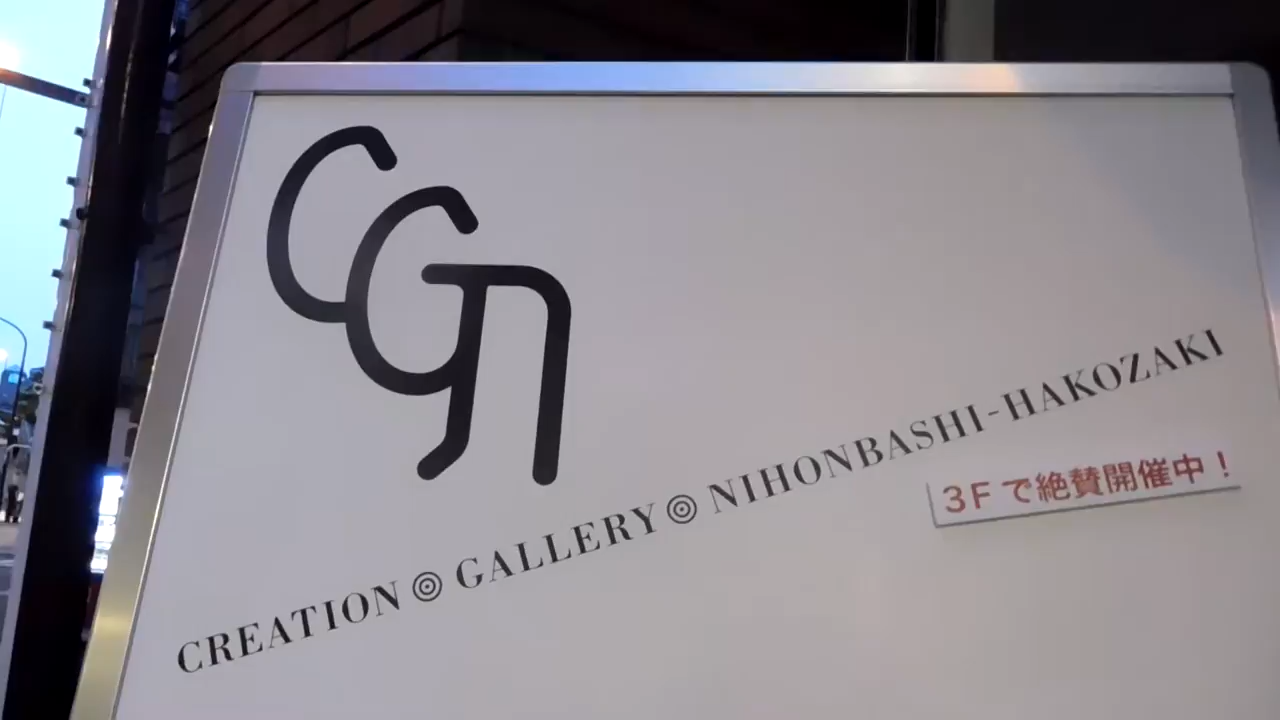 CGN
CREATION◎GALLERY◎NIHONBASHI-HAKOZAKI
3Fで絶賛開催中！